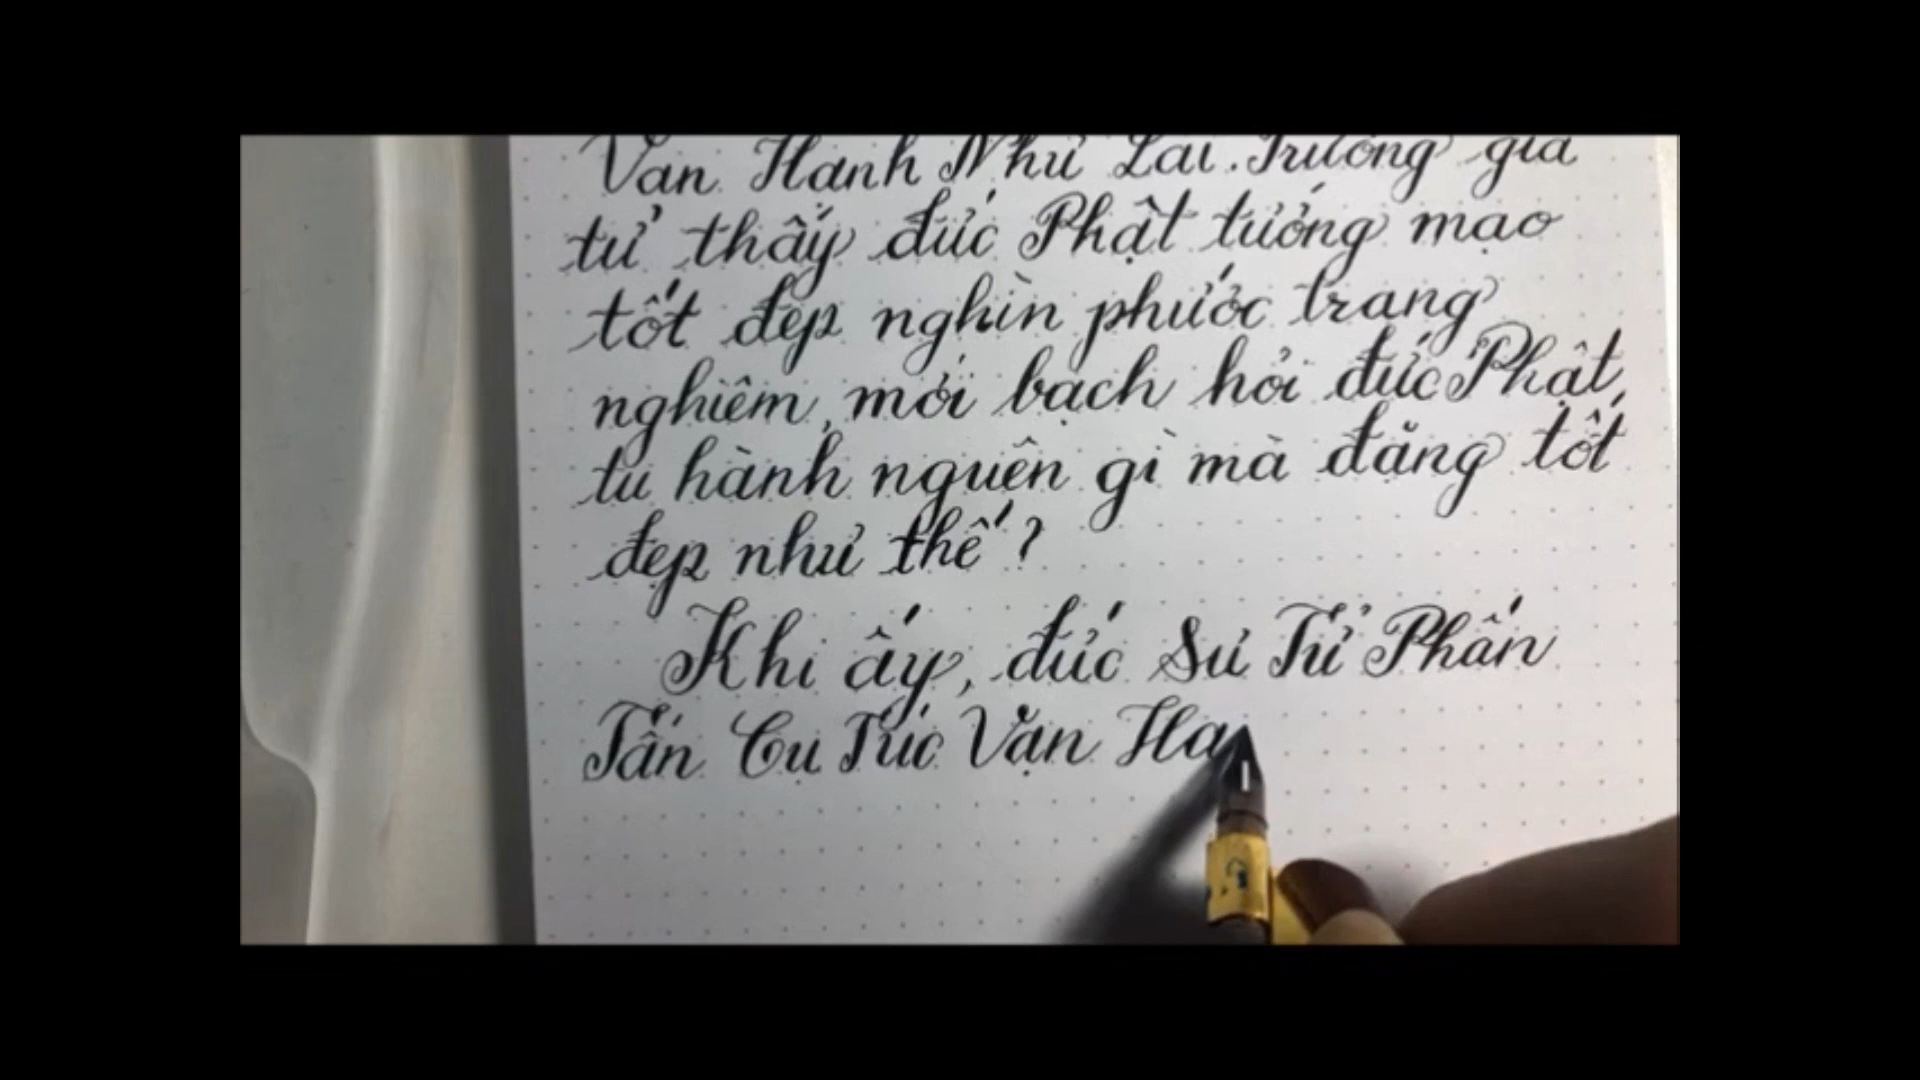 Vạn Hạnh Như Lai. Trưởng giả
tử thấy đức Phật tướng mạo
tốt đẹp nghìn phước trang
nghiêm, mới bạch hỏi đức Phật,
tu hành nguên gì mà đặng tốt
đẹp như thế?
Khi ấy, đức Sư Tử Phấn
Tấn Cụ Túc Vạn Hạ